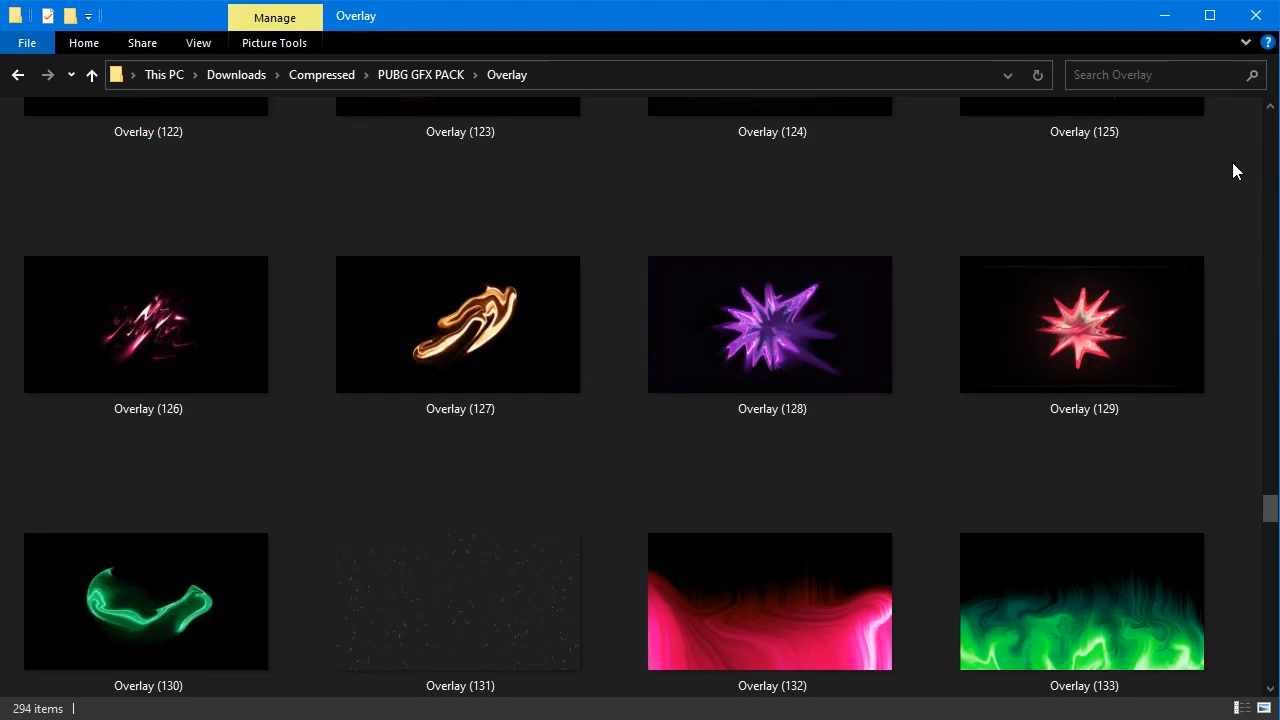 Manage
Overlay
File
Home
Share
View
Picture Tools
This PC
Downloads
Compressed
PUBG GFX PACK
Overlay
Search Overlay
Overlay (122)
Overlay (123)
Overlay (124)
Overlay (125)
Overlay (126)
Overlay (127)
Overlay (128)
Overlay (129)
Overlay (130)
Overlay (131)
Overlay (132)
Overlay (133)
294 items